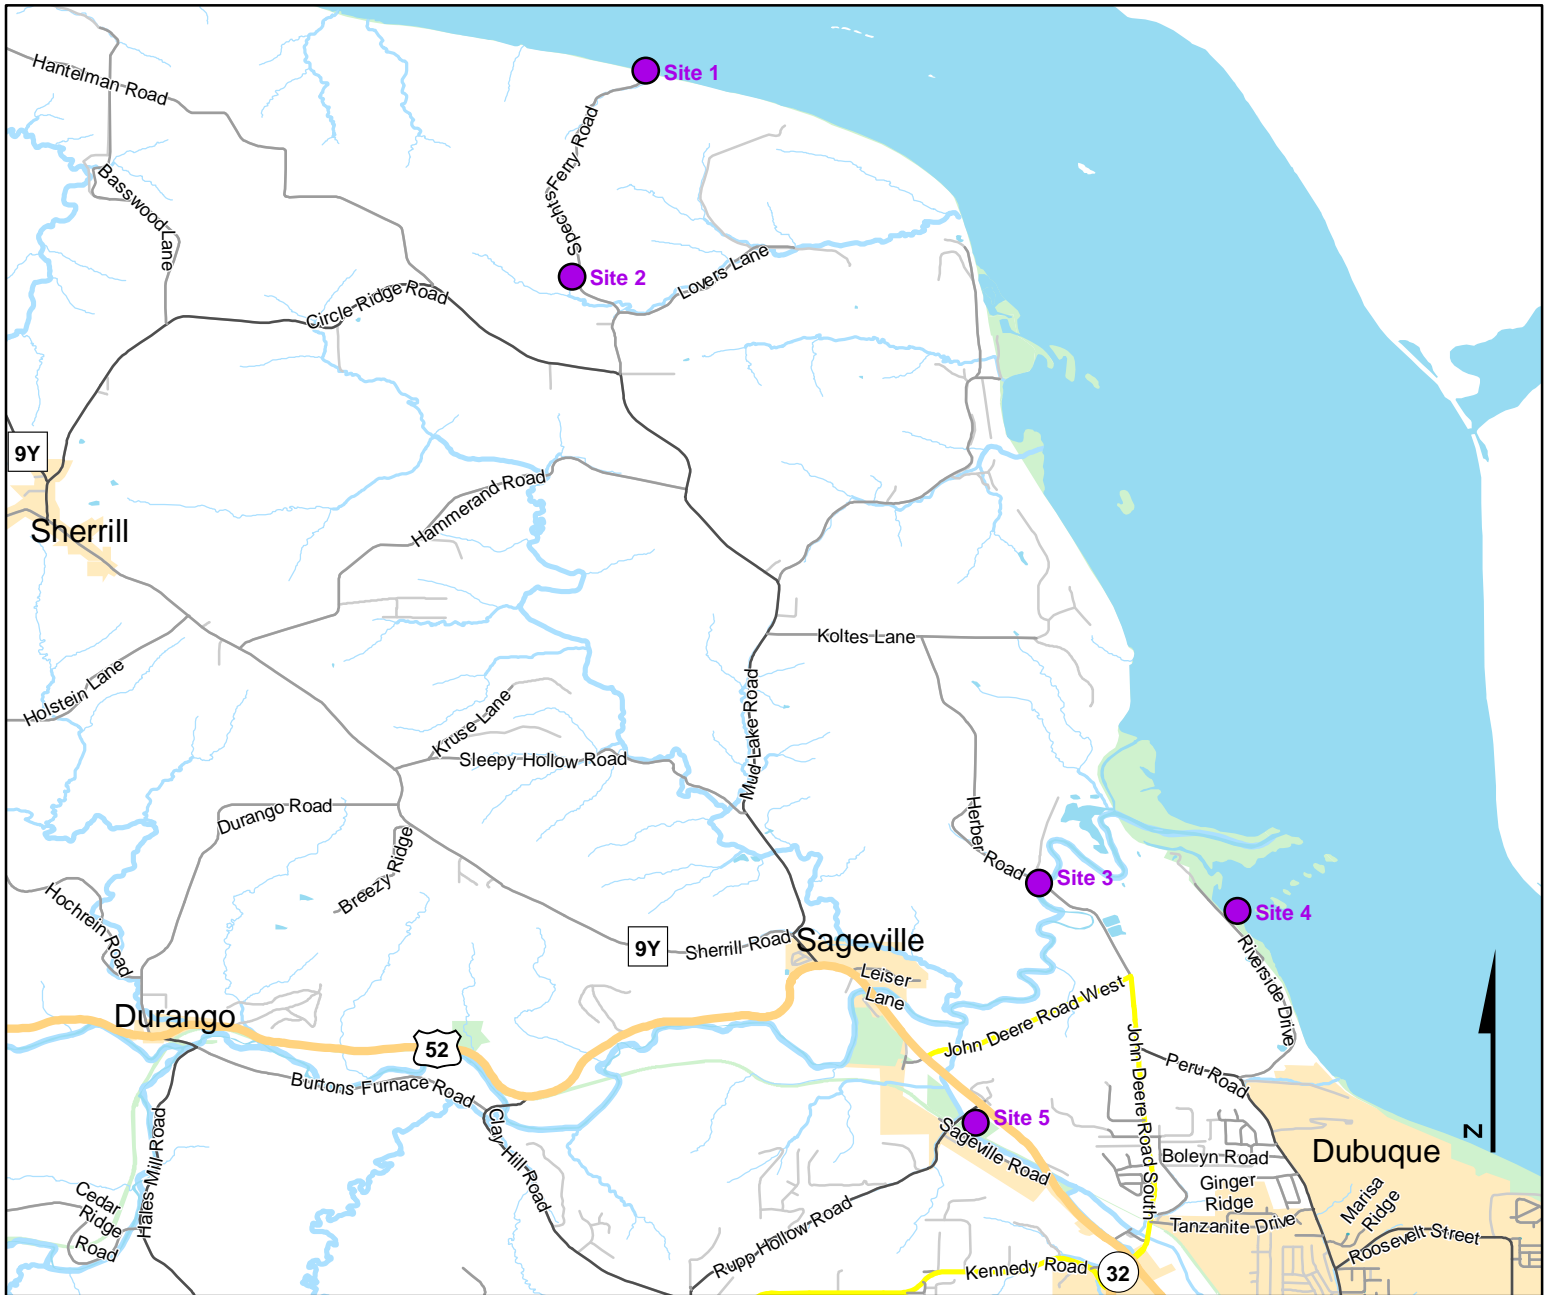 Site 1
Hantelman Road
Spechts Ferry Road
Basswood Lane
Lovers Lane
Site 2
Circle Ridge Road
9Y
Hammerand Road
Sherrill
Koltes Lane
Holstein Lane
Kruse Lane
Mud Lake Road
Sleepy Hollow Road
Durango Road
Herber Road
Breezy Ridge
Site 3
Site 4
Hochrein Road
9Y
Sherrill Road
Sageville
Leiser
Lane
Riverside Drive
John Deere Road West
Durango
52
John Deere Road South
Peru Road
Burtons Furnace Road
Clay Hill Road
Site 5
Sageville Road
Hales Mill Road
Z
Dubuque
Boleyn Road
Ginger
Ridge
Marisa
Ridge
Cedar
Ridge
Road
Tanzanite Drive
Roosevelt Street
Rupp Hollow Road
Kennedy Road
32